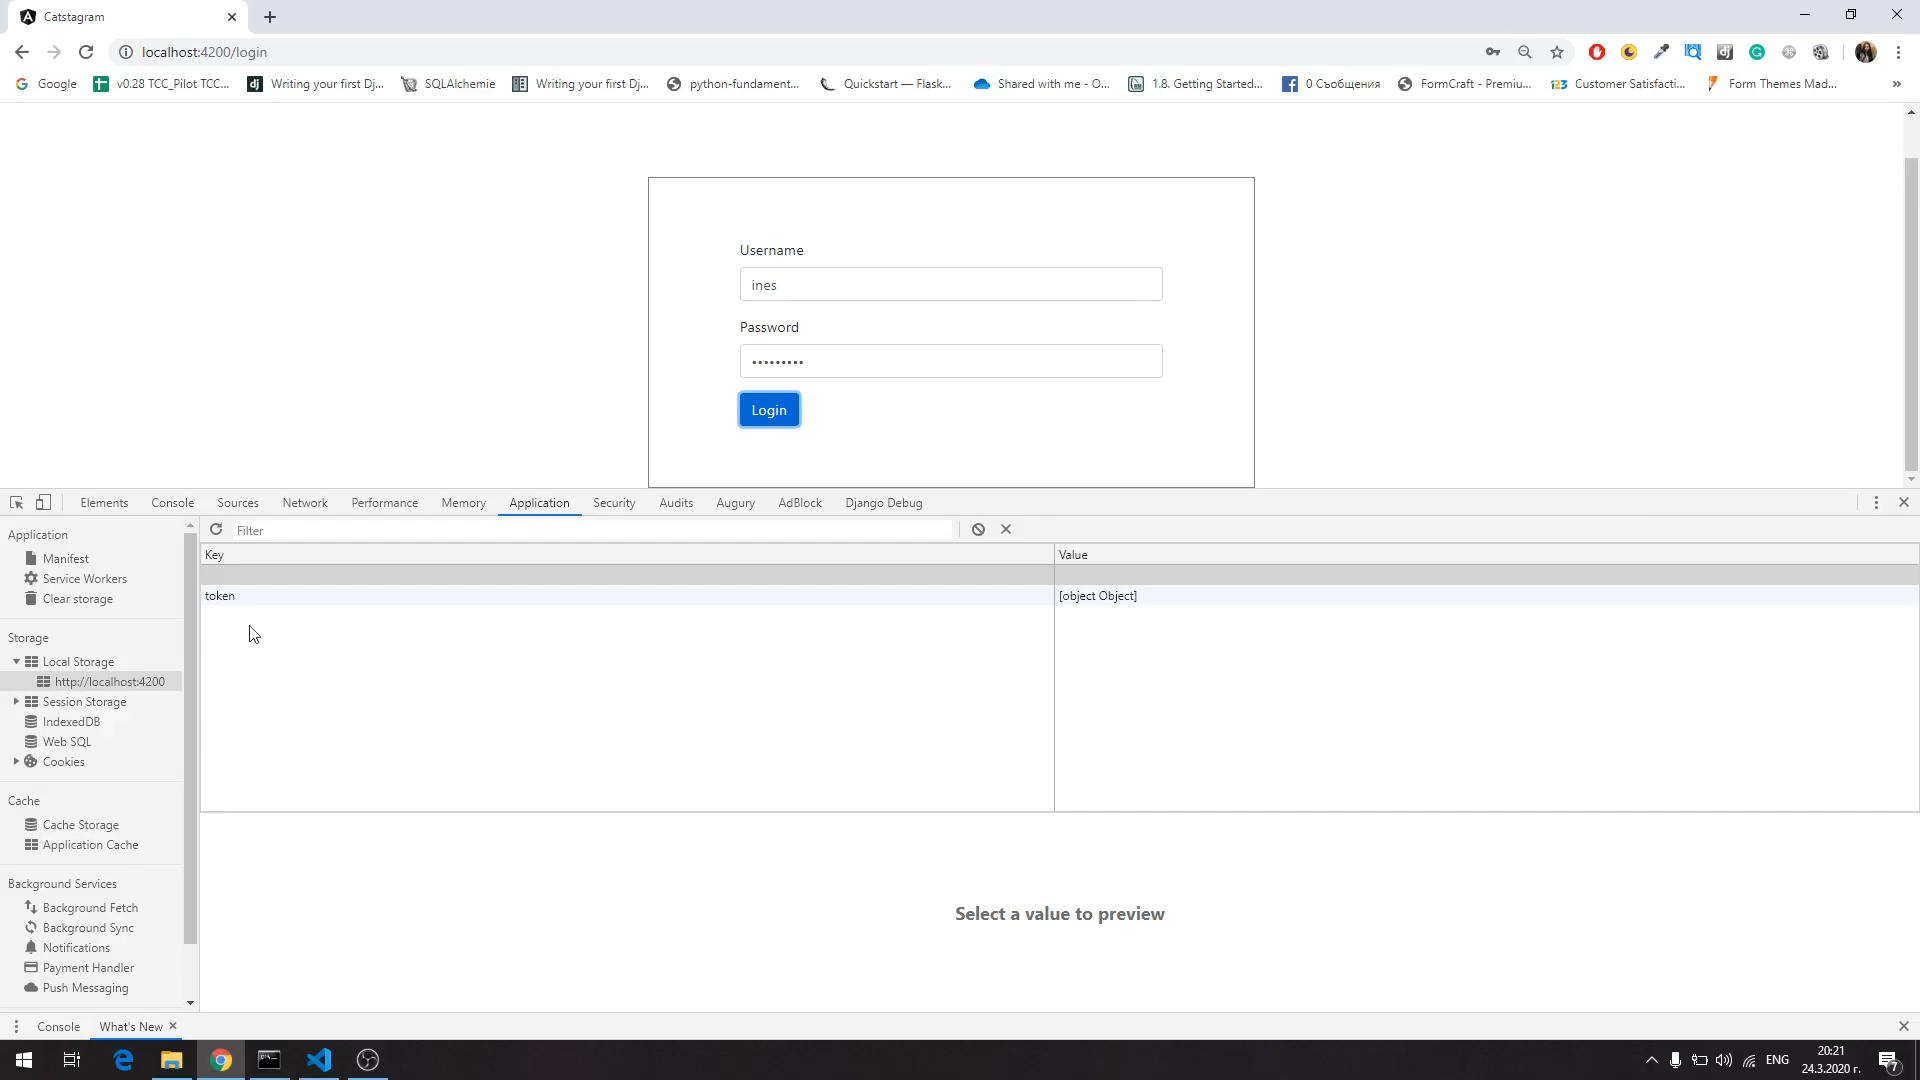 Catstagram
localhost:4200/login
Google
v0.28 TCC_Pilot TCC...
dj
Writing your first Dj...
SQLAlchemie
Writing your first Dj...
python-fundament...
Quickstart — Flask...
Shared with me - O...
1.8. Getting Started...
0 Съобщения
FormCraft - Premiu...
123
Customer Satisfacti...
Form Themes Mad...
»
Username
ines
Password
•••••••••
Login
Elements
Console
Sources
Network
Performance
Memory
Application
Security
Audits
Augury
AdBlock
Django Debug
Application
Manifest
Service Workers
Clear storage
Storage
Local Storage
http://localhost:4200
Session Storage
IndexedDB
Web SQL
Cookies
Cache
Cache Storage
Application Cache
Background Services
Background Fetch
Background Sync
Notifications
Payment Handler
Push Messaging
Filter
Key
Value
token
[object Object]
Select a value to preview
Console
What's New
ENG
20:21
24.3.2020 г.
7